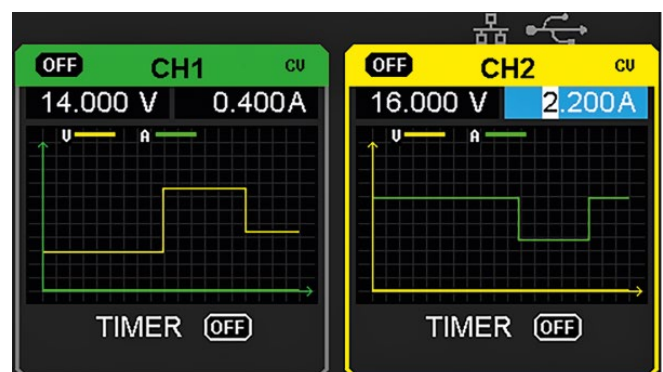 OFF CH1 CV
14.000 V 0.400A
V A
TIMER OFF
OFF CH2 CV
16.000 V 2.200A
V A
TIMER OFF